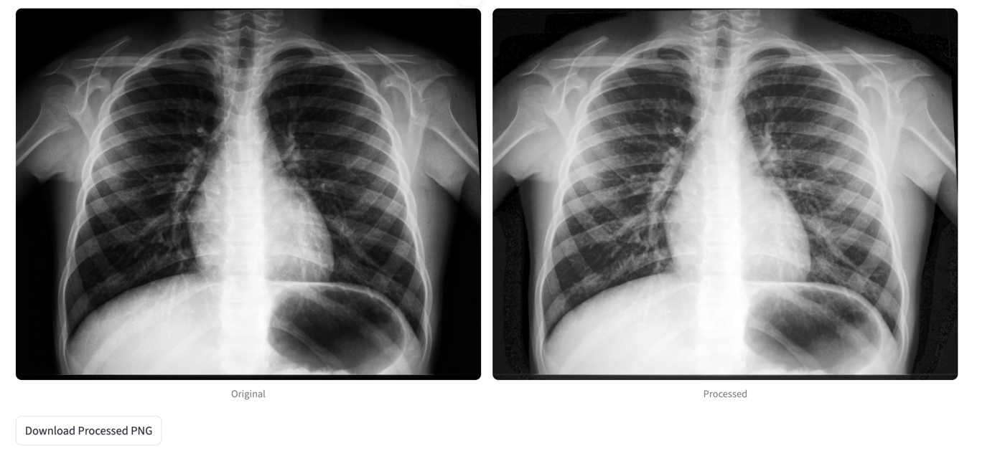 Original
Processed
Download Processed PNG